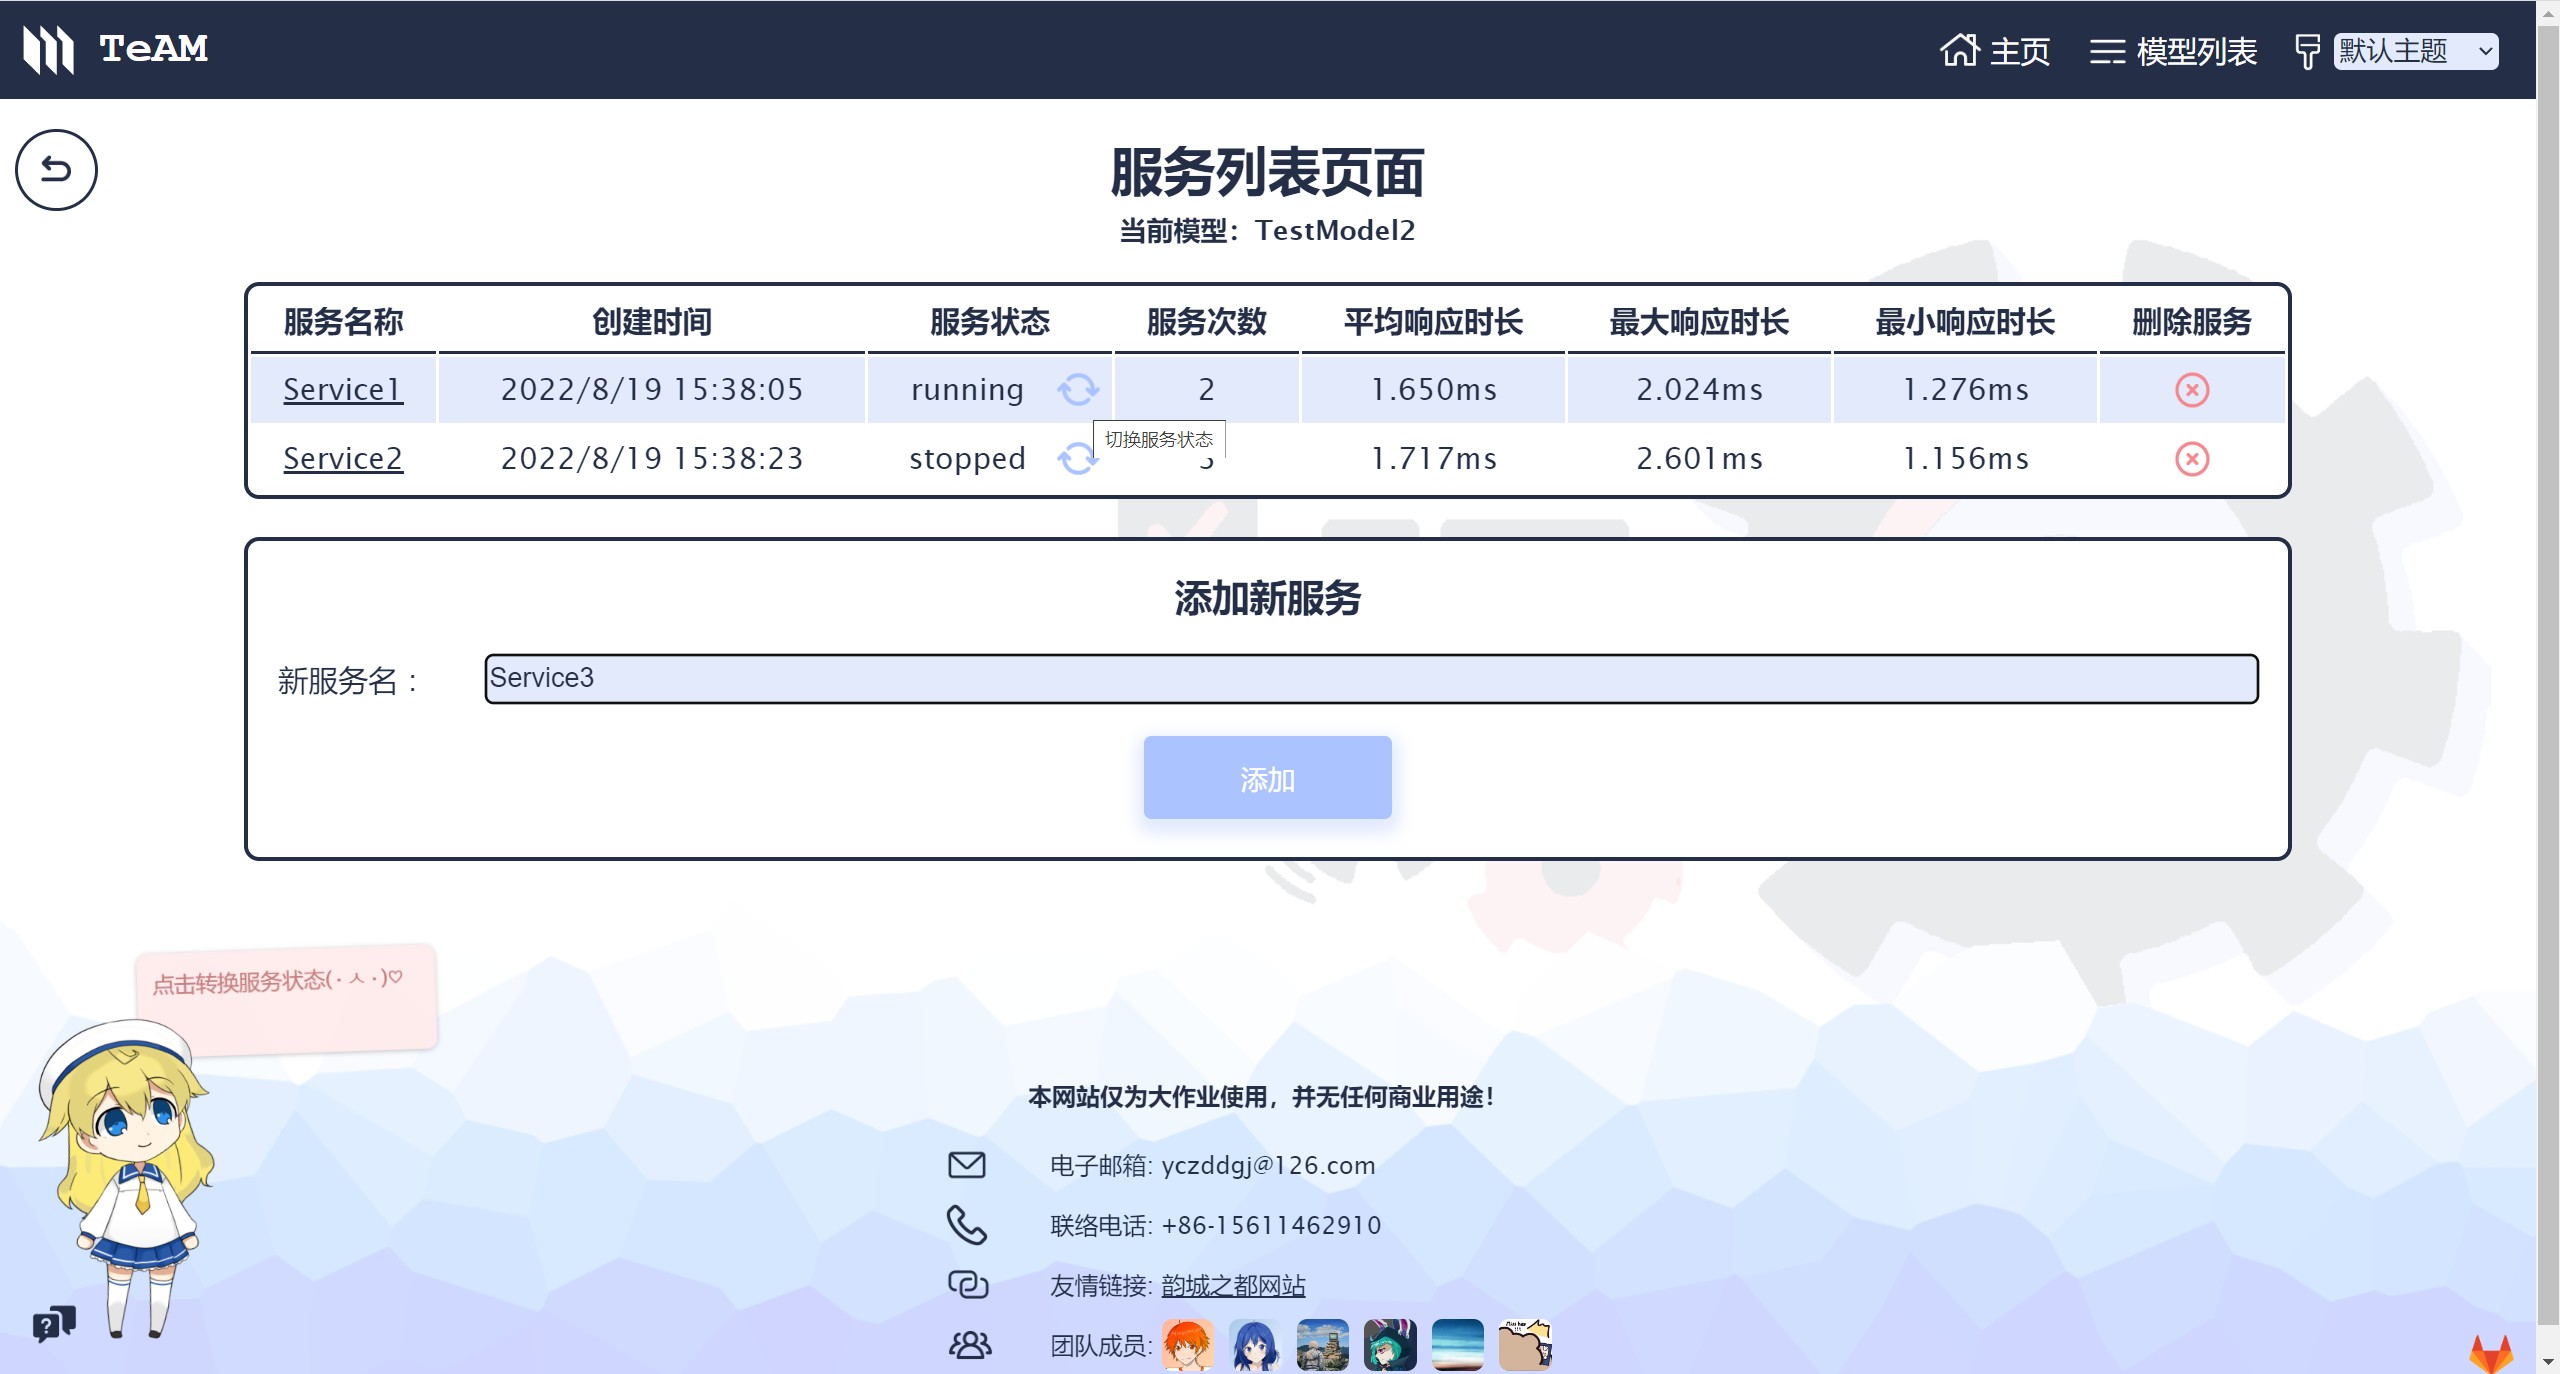 TeAM
主页
模型列表
默认主题
服务列表页面
当前模型：TestModel2
服务名称 创建时间 服务状态 服务次数 平均响应时长 最大响应时长 最小响应时长 删除服务
Service1 2022/8/19 15:38:05 running 2 1.650ms 2.024ms 1.276ms
切换服务状态
Service2 2022/8/19 15:38:23 stopped 1.717ms 2.601ms 1.156ms
添加新服务
新服务名：
Service3
添加
点击转换服务状态(·ㅅ·)♡
本网站仅为大作业使用，并无任何商业用途！
电子邮箱: yczddgj@126.com
联络电话: +86-15611462910
友情链接: 韵城之都网站
团队成员: